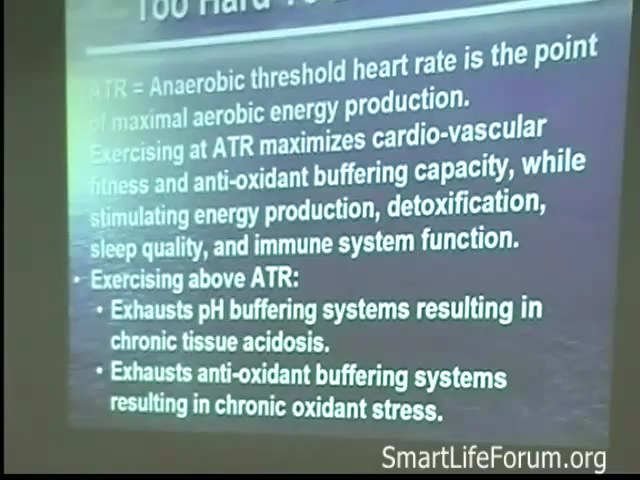 Too Hard To
ATR = Anaerobic threshold heart rate is the point
of maximal aerobic energy production.
Exercising at ATR maximizes cardio-vascular
fitness and anti-oxidant buffering capacity, while
stimulating energy production, detoxification,
sleep quality, and immune system function.
• Exercising above ATR:
• Exhausts pH buffering systems resulting in
chronic tissue acidosis.
• Exhausts anti-oxidant buffering systems
resulting in chronic oxidant stress.
SmartLifeForum.org